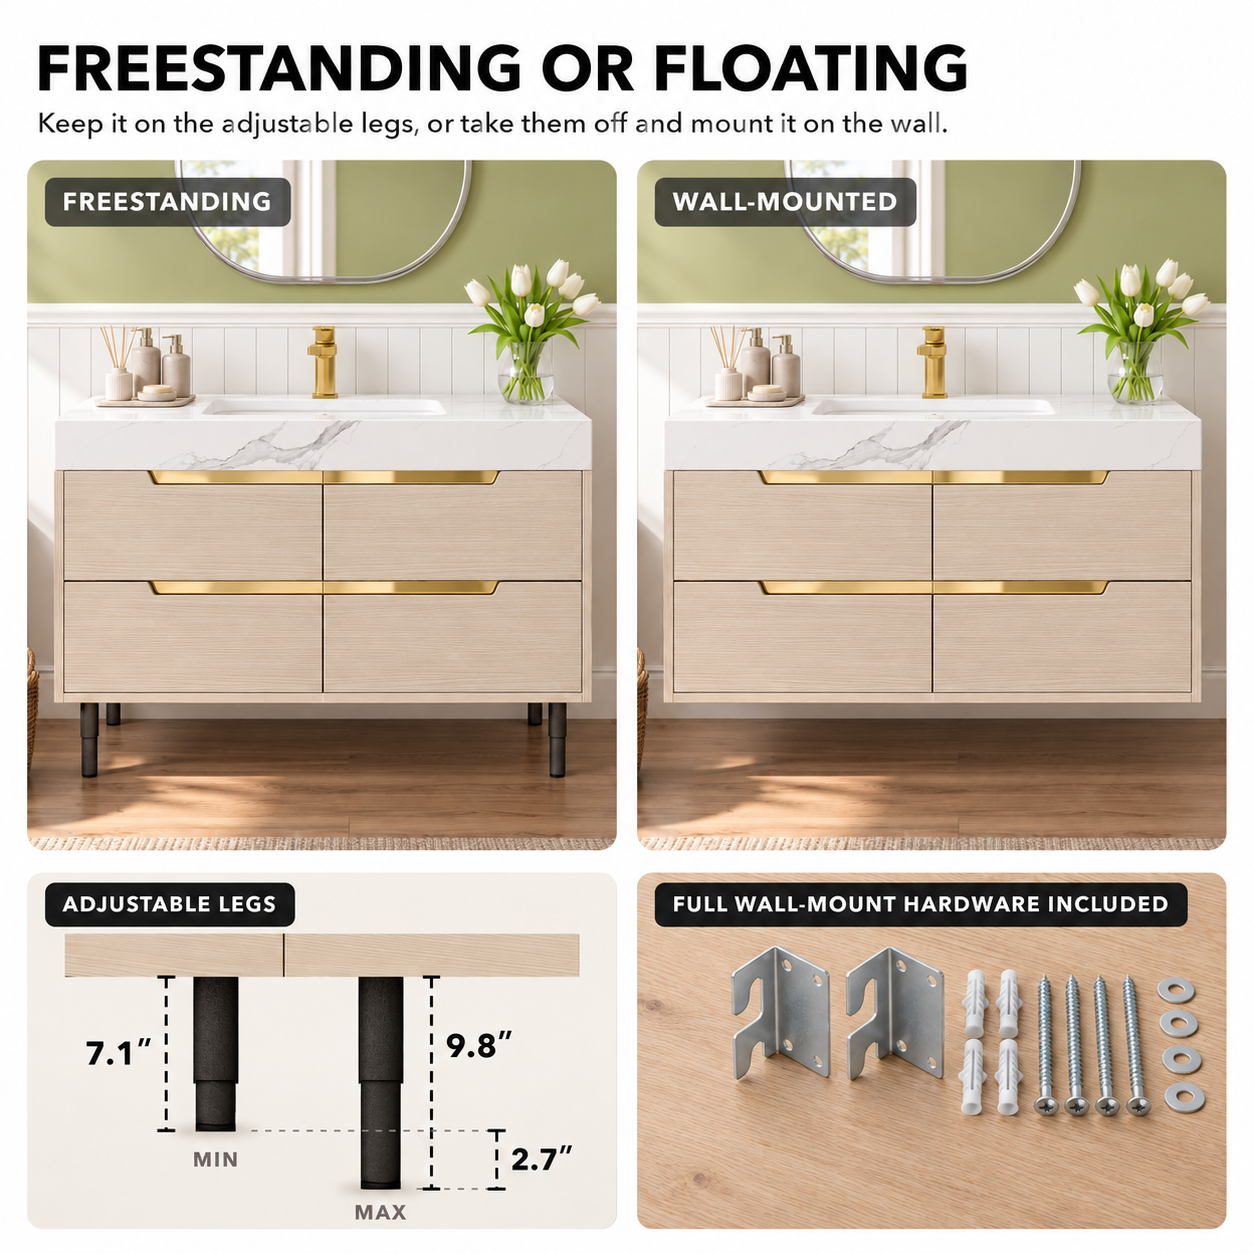 FREESTANDING OR FLOATING
Keep it on the adjustable legs, or take them off and mount it on the wall.
FREESTANDING
WALL-MOUNTED
ADJUSTABLE LEGS
7.1″
9.8″
2.7″
MIN
MAX
FULL WALL-MOUNT HARDWARE INCLUDED